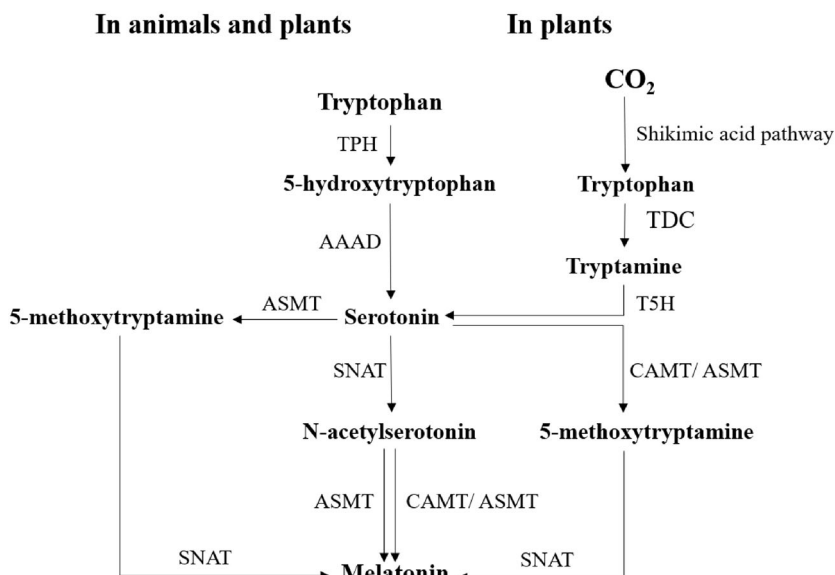 In animals and plants
In plants
CO₂
Tryptophan
Shikimic acid pathway
TPH
5-hydroxytryptophan
Tryptophan
TDC
AAAD
Tryptamine
T5H
5-methoxytryptamine
ASMT
Serotonin
SNAT
CAMT/ ASMT
N-acetylserotonin
5-methoxytryptamine
ASMT
CAMT/ ASMT
SNAT
Melatonin
SNAT